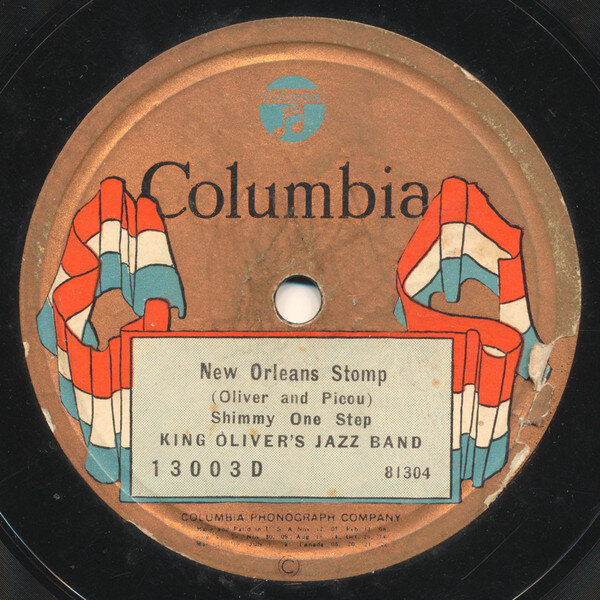 Columbia
New Orleans Stomp
(Oliver and Picou)
Shimmy One Step
KING OLIVER'S JAZZ BAND
13003D 81304
COLUMBIA PHONOGRAPH COMPANY
©